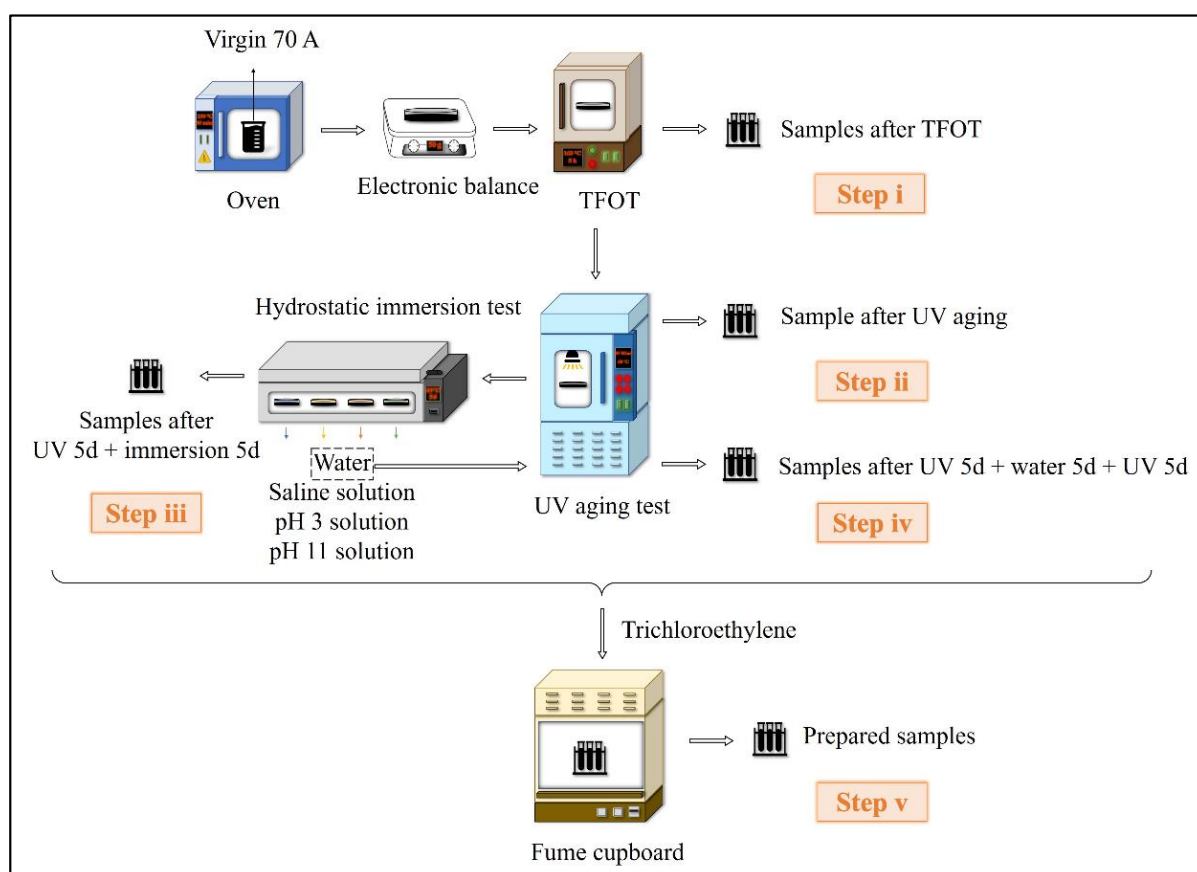 Virgin 70 A
Oven
Electronic balance
TFOT
Samples after TFOT
Step i
Hydrostatic immersion test
Sample after UV aging
Step ii
Samples after
UV 5d + immersion 5d
Step iii
Water
Saline solution
pH 3 solution
pH 11 solution
UV aging test
Samples after UV 5d + water 5d + UV 5d
Step iv
Trichloroethylene
Prepared samples
Step v
Fume cupboard